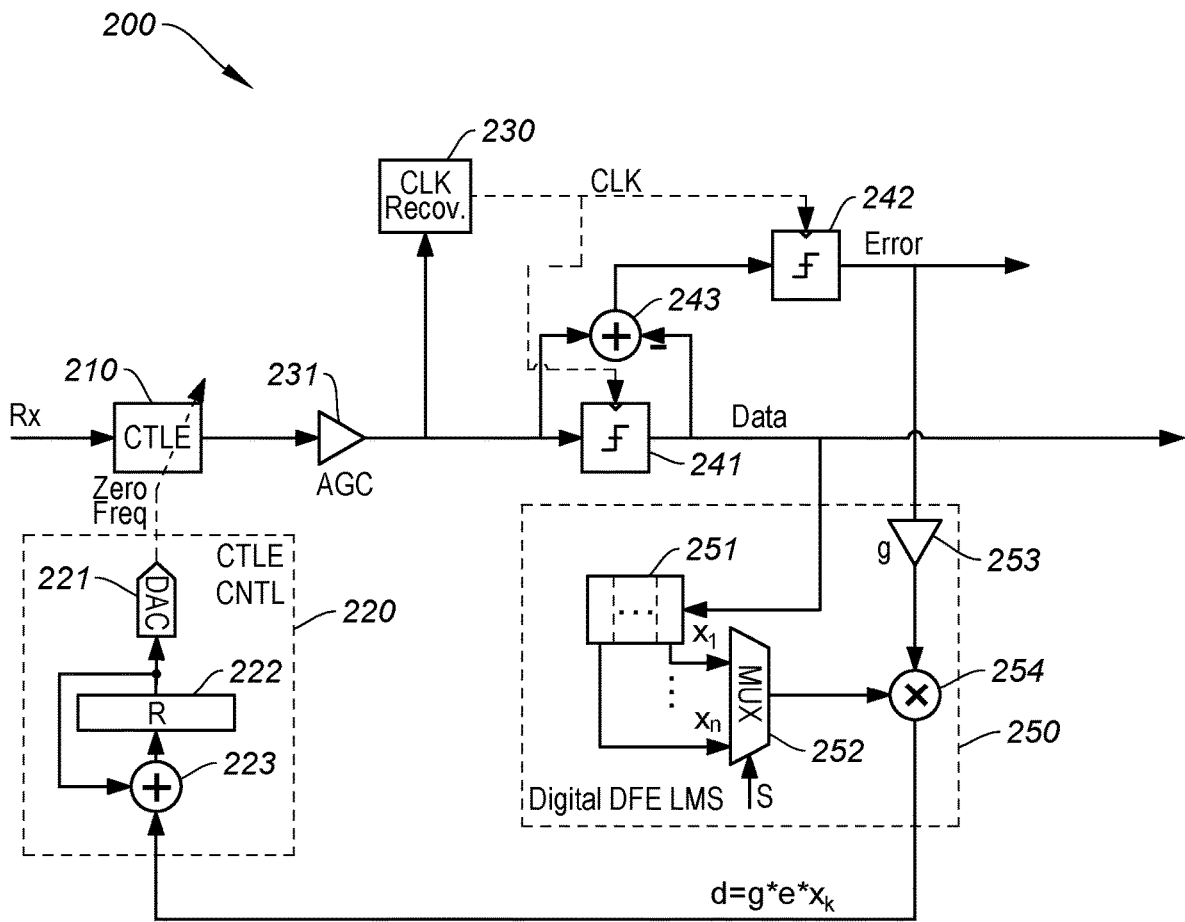 200
230
CLK
Recov.
CLK
242
Error
243
210
231
Rx
CTLE
Data
241
AGC
Zero
Freq
CTLE
CNTL
221
DAC
220
251
g
253
...
x₁
222
R
MUX
254
xₙ
252
250
223
Digital DFE LMS
S
d=g*e*xₖ